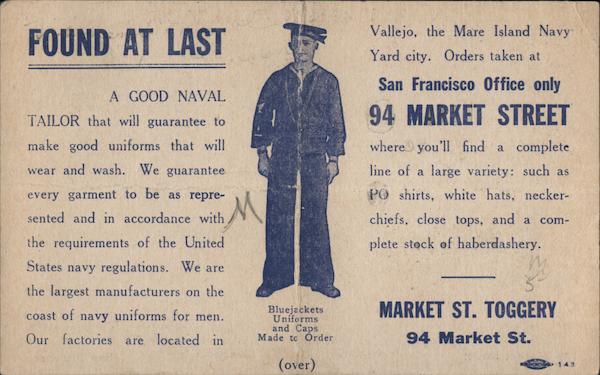 FOUND AT LAST
A GOOD NAVAL
TAILOR that will guarantee to
make good uniforms that will
wear and wash. We guarantee
every garment to be as repre-
sented and in accordance with
the requirements of the United
States navy regulations. We are
the largest manufacturers on the
coast of navy uniforms for men.
Our factories are located in
M
Bluejackets
Uniforms
and Caps
Made to Order
(over)
Vallejo, the Mare Island Navy
Yard city. Orders taken at
San Francisco Office only
94 MARKET STREET
where you'll find a complete
line of a large variety: such as
PO shirts, white hats, necker-
chiefs, close tops, and a com-
plete stock of haberdashery.
MARKET ST. TOGGERY
94 Market St.
143